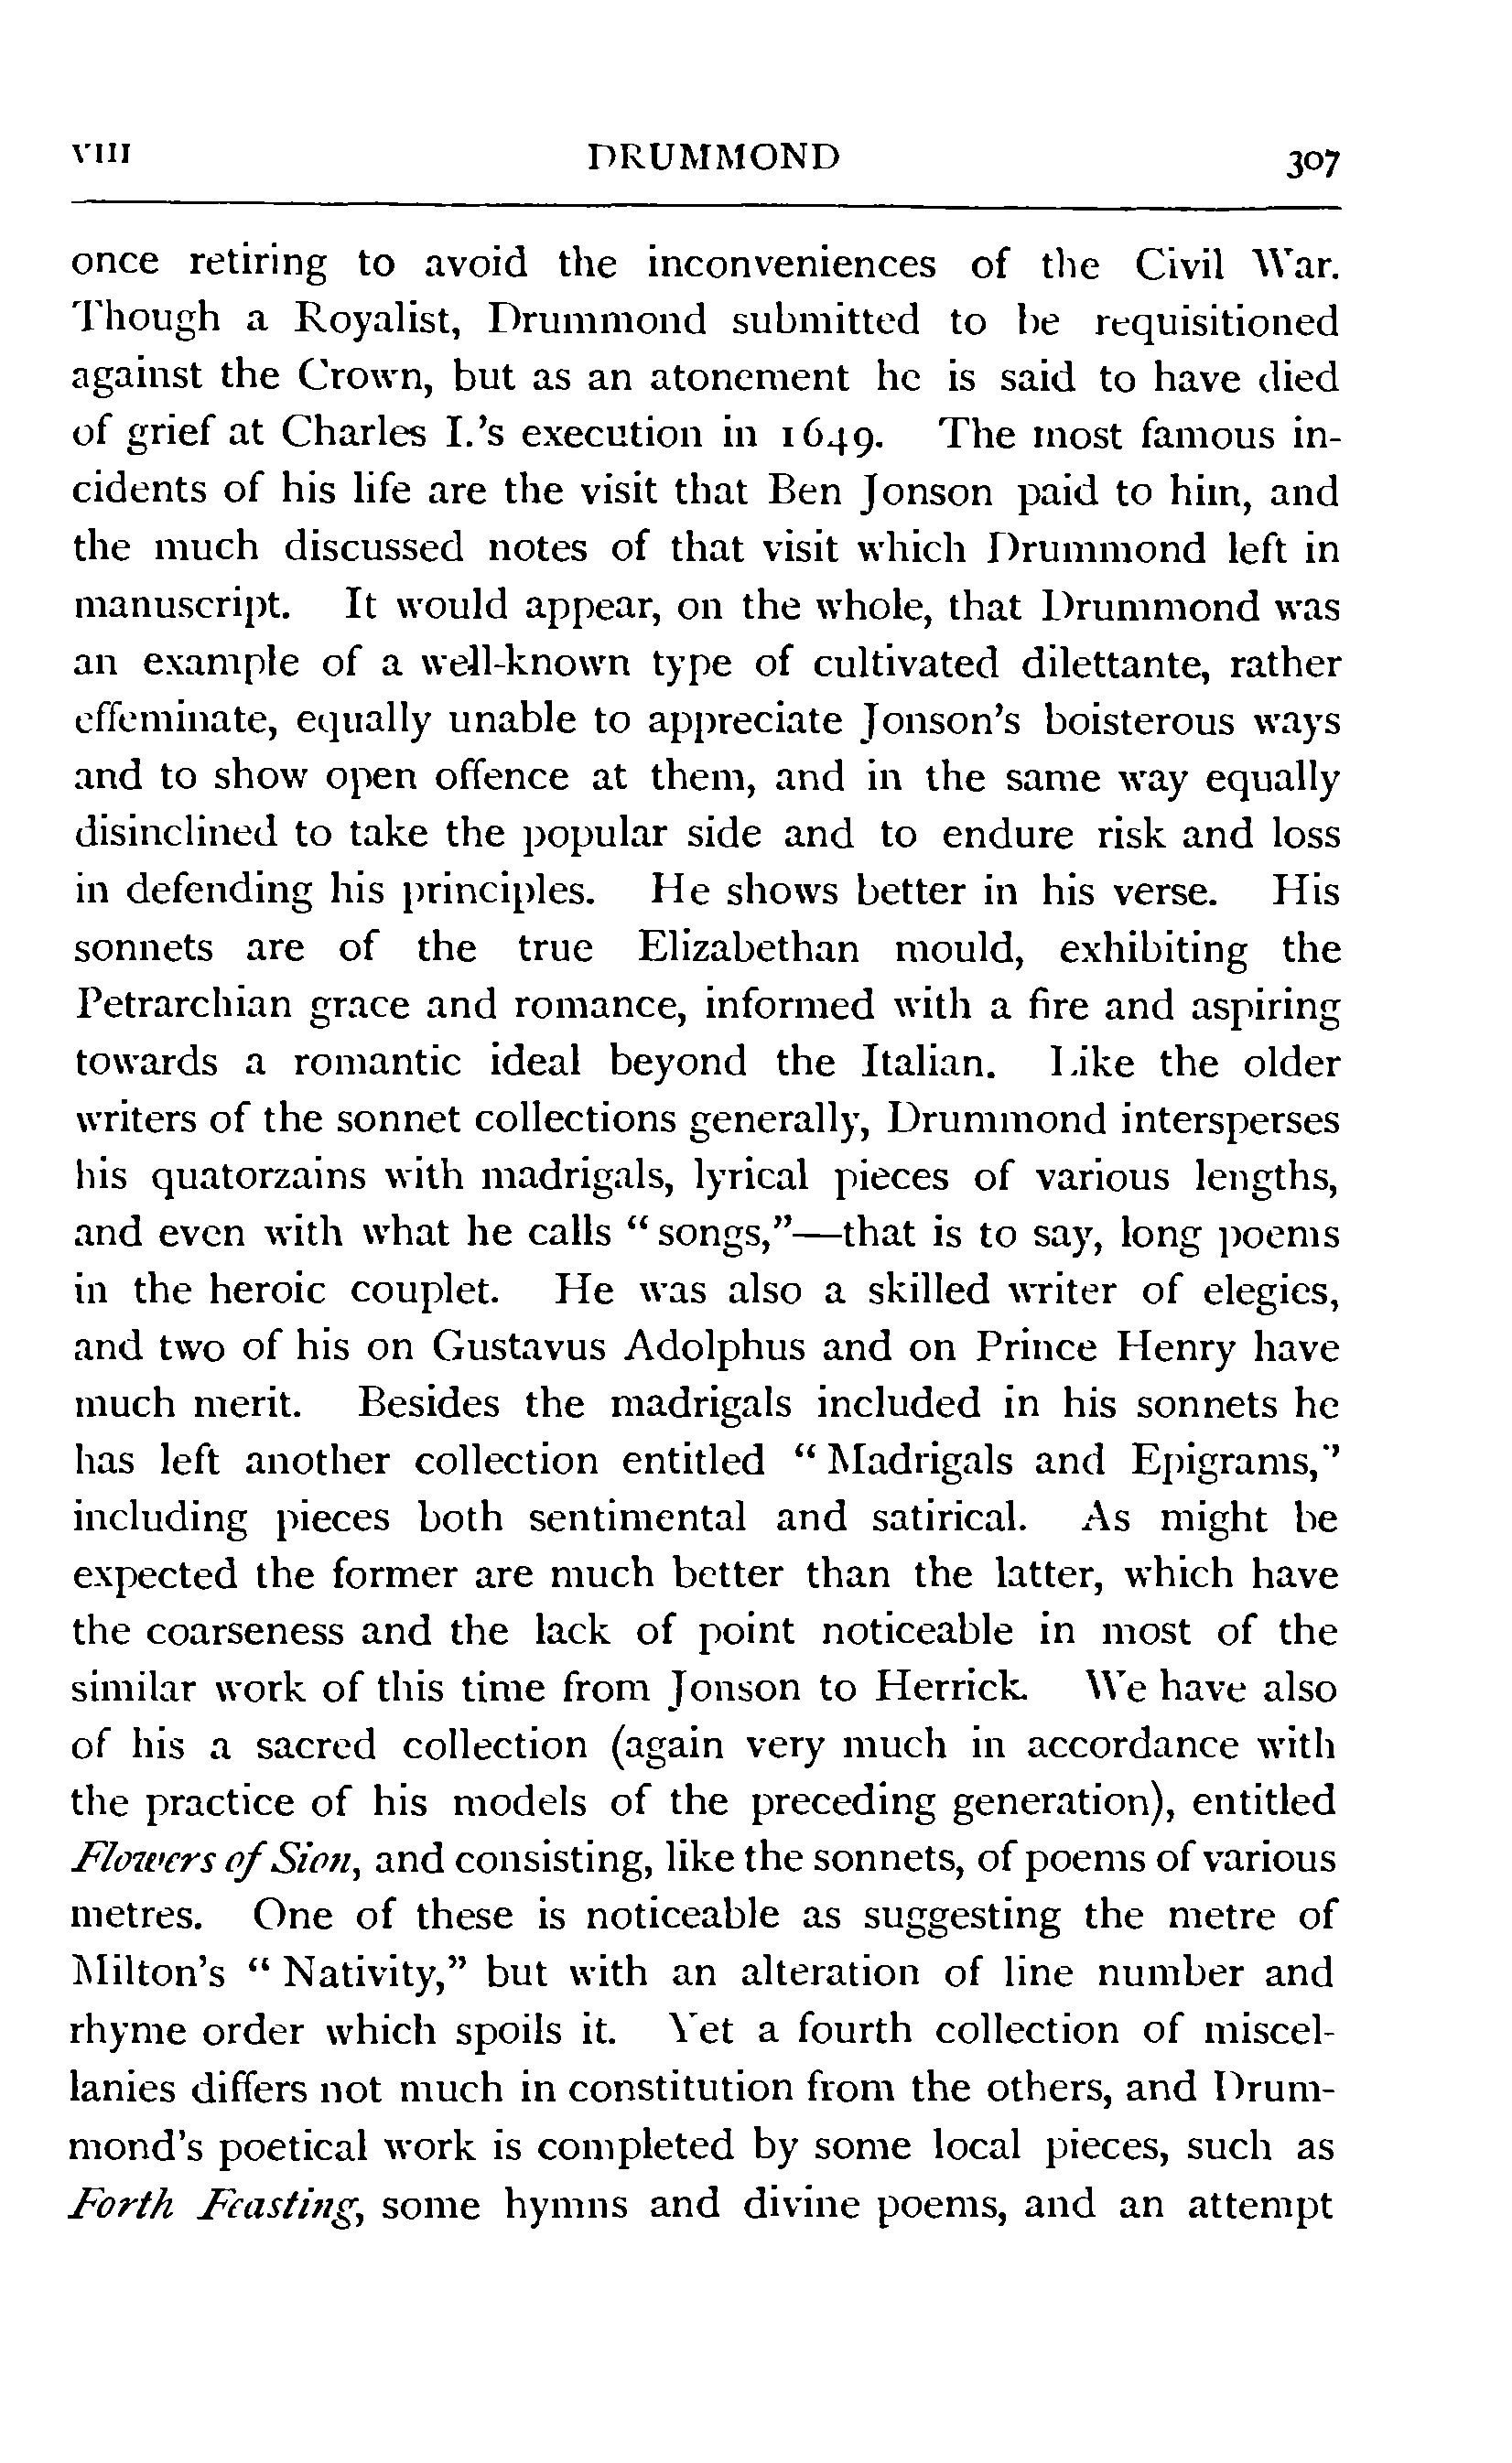 VIII DRUMMOND 307
once retiring to avoid the inconveniences of the Civil War.
Though a Royalist, Drummond submitted to be requisitioned
against the Crown, but as an atonement he is said to have died
of grief at Charles I.'s execution in 1649. The most famous in-
cidents of his life are the visit that Ben Jonson paid to him, and
the much discussed notes of that visit which Drummond left in
manuscript. It would appear, on the whole, that Drummond was
an example of a well-known type of cultivated dilettante, rather
effeminate, equally unable to appreciate Jonson's boisterous ways
and to show open offence at them, and in the same way equally
disinclined to take the popular side and to endure risk and loss
in defending his principles. He shows better in his verse. His
sonnets are of the true Elizabethan mould, exhibiting the
Petrarchian grace and romance, informed with a fire and aspiring
towards a romantic ideal beyond the Italian. Like the older
writers of the sonnet collections generally, Drummond intersperses
his quatorzains with madrigals, lyrical pieces of various lengths,
and even with what he calls “songs,”—that is to say, long poems
in the heroic couplet. He was also a skilled writer of elegies,
and two of his on Gustavus Adolphus and on Prince Henry have
much merit. Besides the madrigals included in his sonnets he
has left another collection entitled “Madrigals and Epigrams,”
including pieces both sentimental and satirical. As might be
expected the former are much better than the latter, which have
the coarseness and the lack of point noticeable in most of the
similar work of this time from Jonson to Herrick. We have also
of his a sacred collection (again very much in accordance with
the practice of his models of the preceding generation), entitled
Flowers of Sion, and consisting, like the sonnets, of poems of various
metres. One of these is noticeable as suggesting the metre of
Milton's “Nativity,” but with an alteration of line number and
rhyme order which spoils it. Yet a fourth collection of miscel-
lanies differs not much in constitution from the others, and Drum-
mond's poetical work is completed by some local pieces, such as
Forth Feasting, some hymns and divine poems, and an attempt